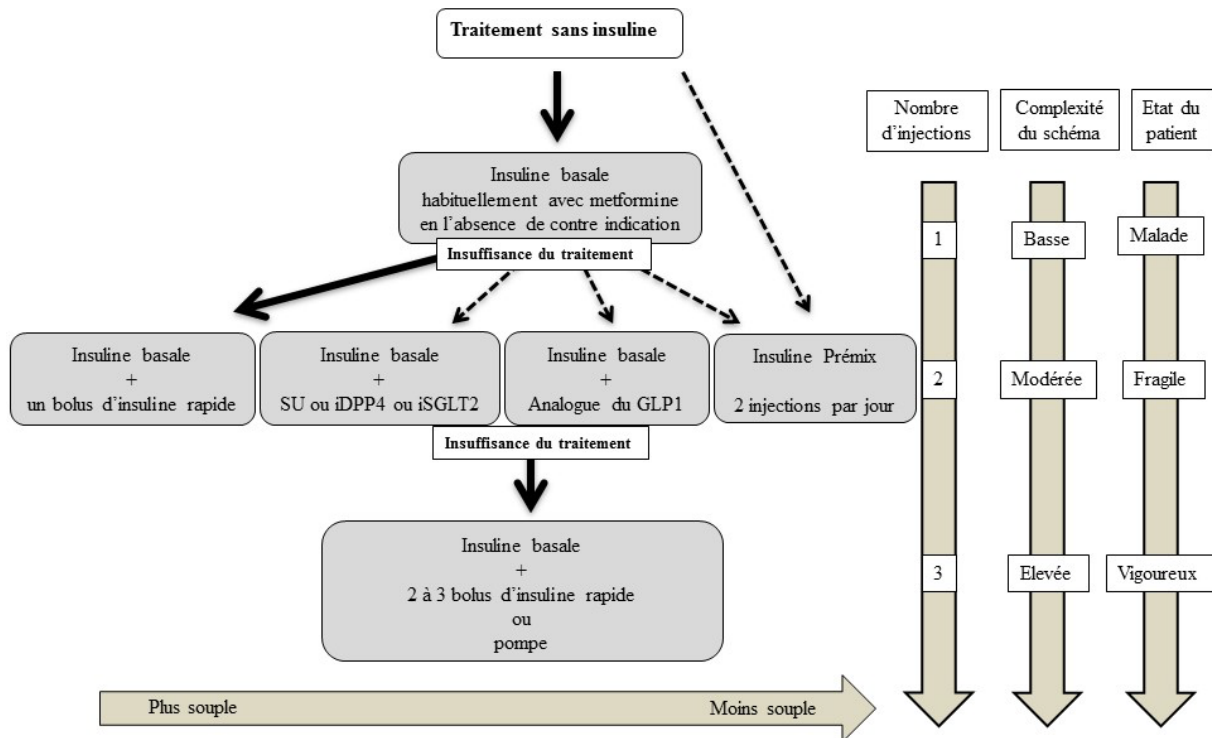 Traitement sans insuline
Nombre
d'injections
Complexité
du schéma
Etat du
patient
Insuline basale
habituellement avec metformine
en l'absence de contre indication
Insuffisance du traitement
1
Basse
Malade
Insuline basale
+
un bolus d'insuline rapide
Insuline basale
+
SU ou iDPP4 ou iSGLT2
Insuline basale
+
Analogue du GLP1
Insuline Prémix
2 injections par jour
2
Modérée
Fragile
Insuffisance du traitement
Insuline basale
+
2 à 3 bolus d'insuline rapide
ou
pompe
3
Elevée
Vigoureux
Plus souple
Moins souple